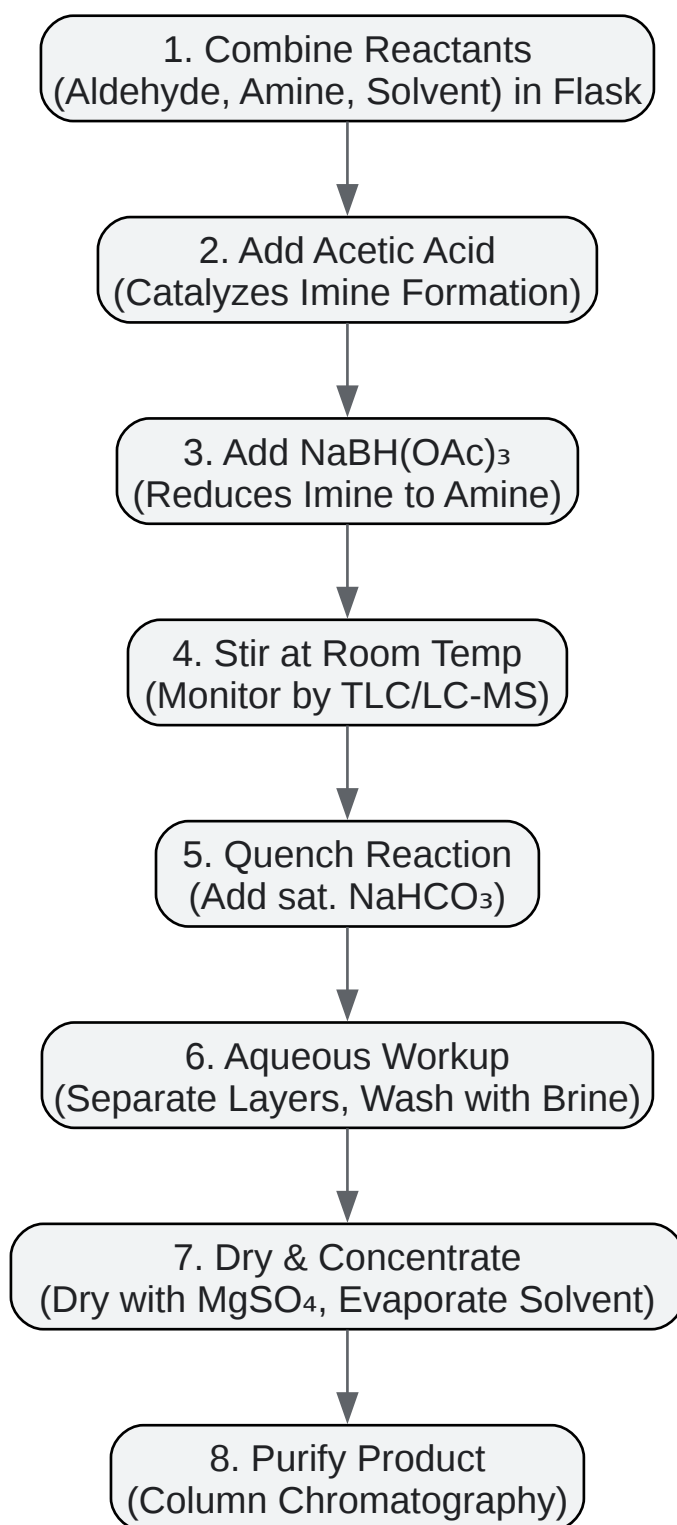 1. Combine Reactants
(Aldehyde, Amine, Solvent) in Flask
2. Add Acetic Acid
(Catalyzes Imine Formation)
3. Add NaBH(OAc)₃
(Reduces Imine to Amine)
4. Stir at Room Temp
(Monitor by TLC/LC-MS)
5. Quench Reaction
(Add sat. NaHCO₃)
6. Aqueous Workup
(Separate Layers, Wash with Brine)
7. Dry & Concentrate
(Dry with MgSO₄, Evaporate Solvent)
8. Purify Product
(Column Chromatography)